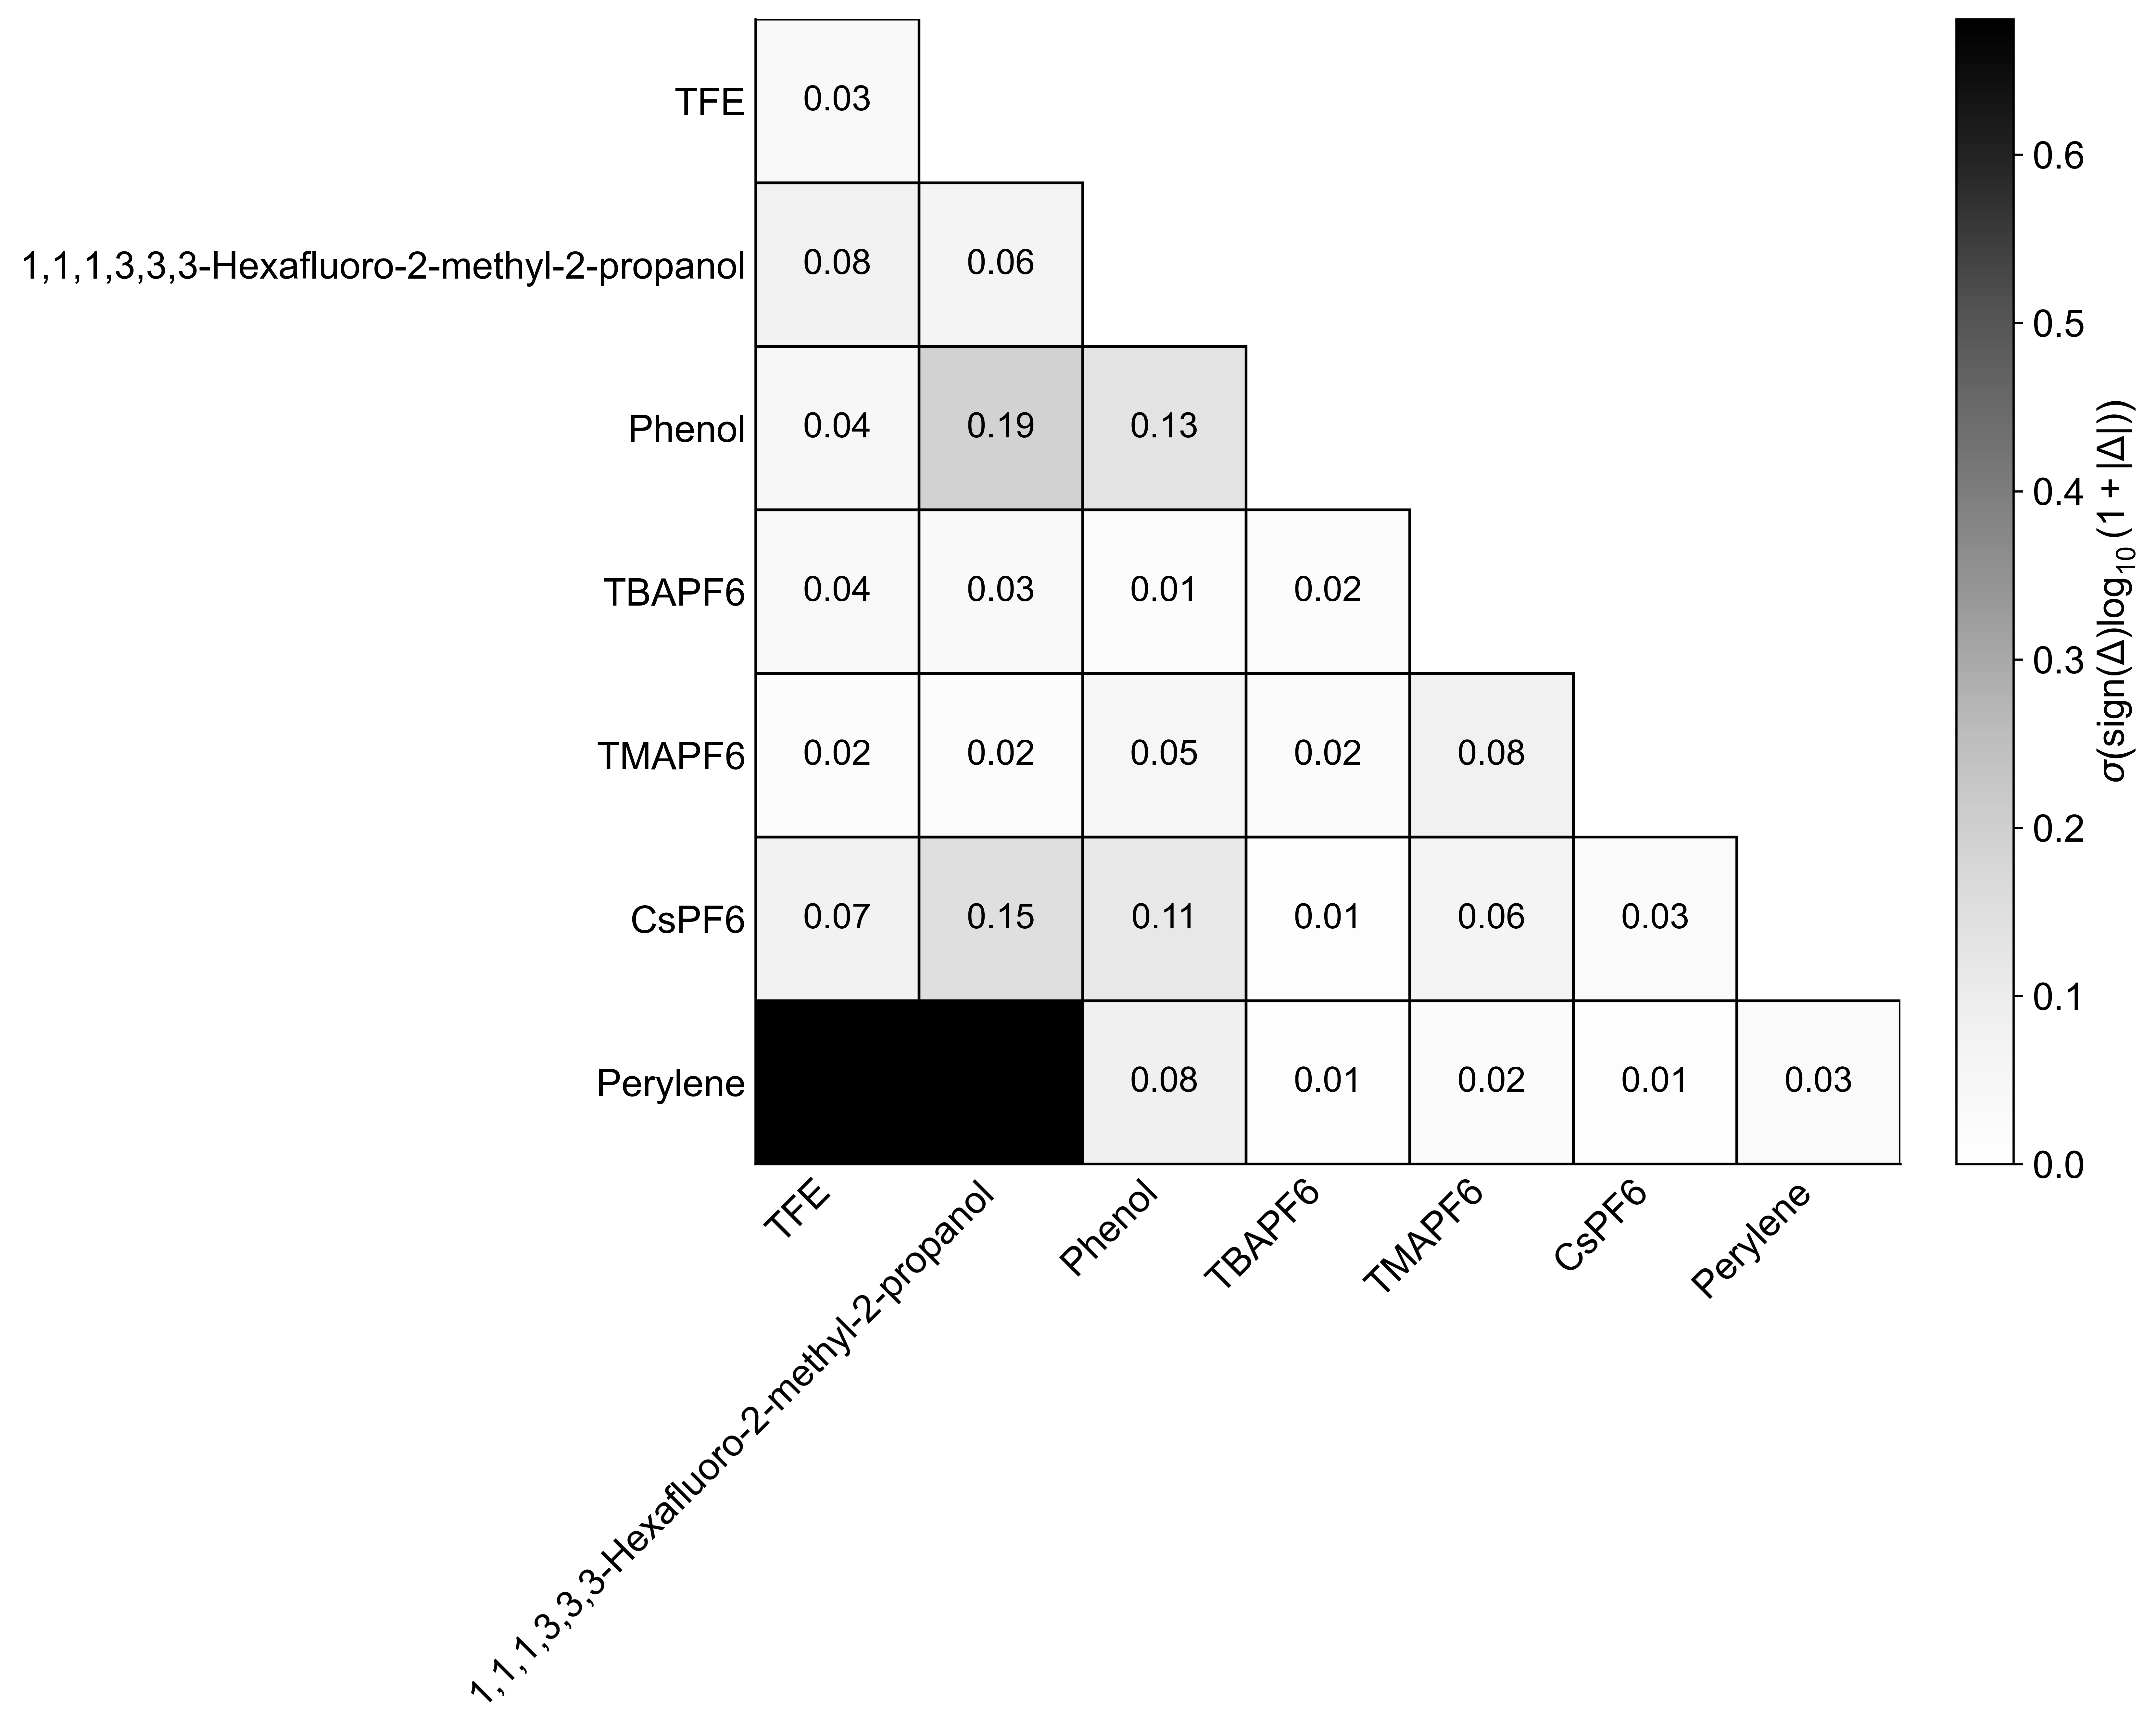 TFE 0.03
1,1,1,3,3,3-Hexafluoro-2-methyl-2-propanol 0.08 0.06
Phenol 0.04 0.19 0.13
TBAPF6 0.04 0.03 0.01 0.02
TMAPF6 0.02 0.02 0.05 0.02 0.08
CsPF6 0.07 0.15 0.11 0.01 0.06 0.03
Perylene 0.08 0.01 0.02 0.01 0.03
TFE
1,1,1,3,3,3-Hexafluoro-2-methyl-2-propanol
Phenol
TBAPF6
TMAPF6
CsPF6
Perylene
0.6
0.5
0.4
0.3
0.2
0.1
0.0
σ(sign(Δ)log₁₀ (1 + |Δ|))